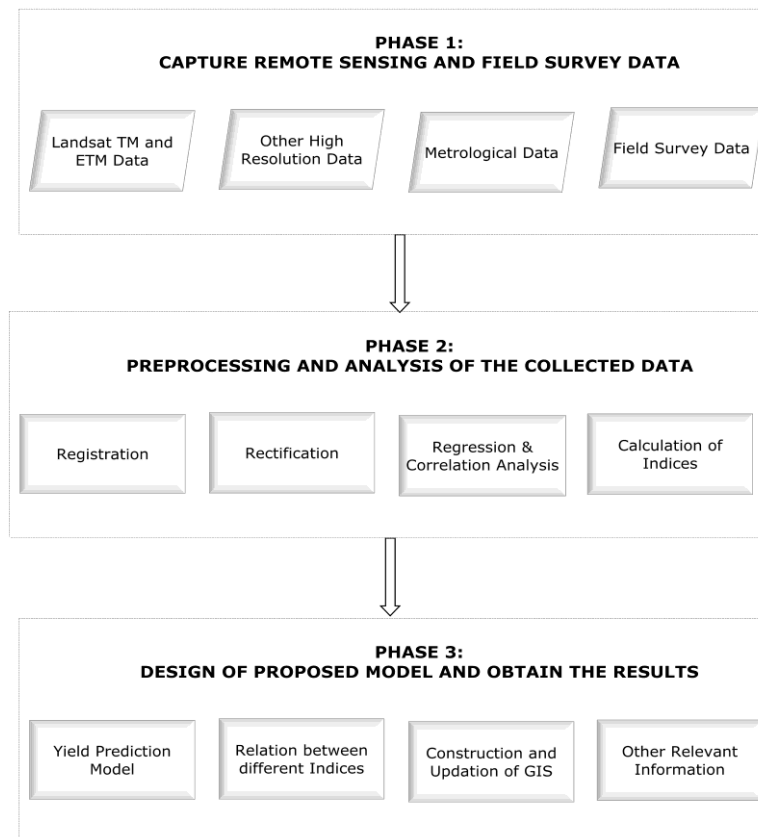 PHASE 1:
CAPTURE REMOTE SENSING AND FIELD SURVEY DATA
Landsat TM and
ETM Data
Other High
Resolution Data
Metrological Data
Field Survey Data
PHASE 2:
PREPROCESSING AND ANALYSIS OF THE COLLECTED DATA
Registration
Rectification
Regression &
Correlation Analysis
Calculation of
Indices
PHASE 3:
DESIGN OF PROPOSED MODEL AND OBTAIN THE RESULTS
Yield Prediction
Model
Relation between
different Indices
Construction and
Updation of GIS
Other Relevant
Information